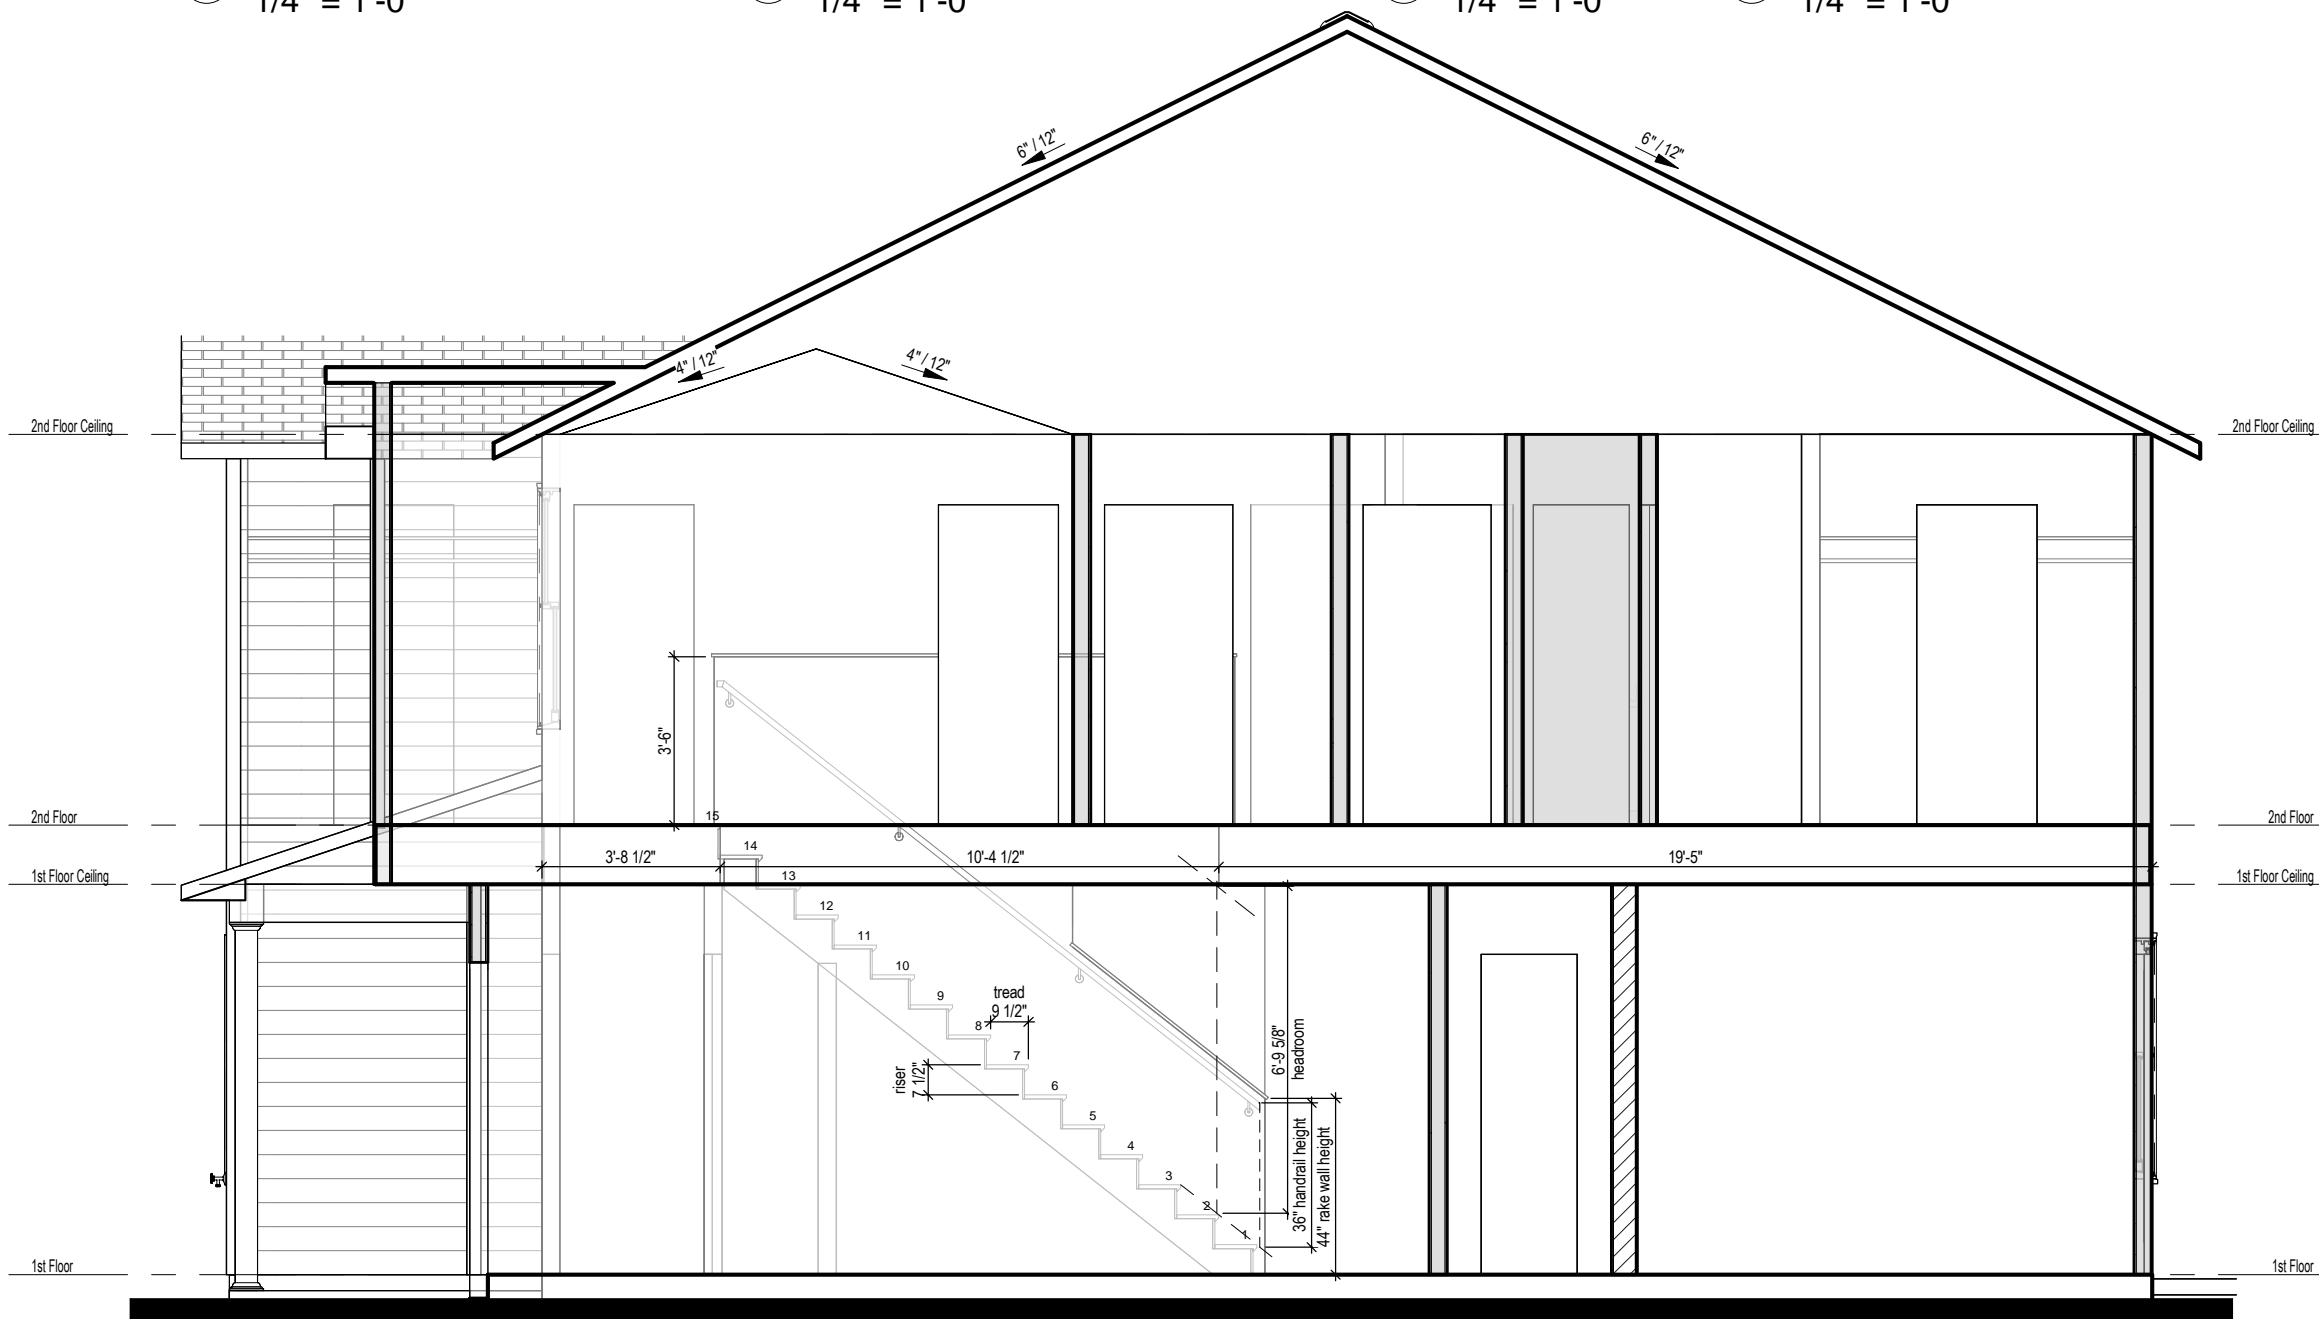 1/4" = 1'-0"
1/4" = 1'-0"
1/4" = 1'-0"
1/4" = 1'-0"
6" / 12"
6" / 12"
4" / 12"
4" / 12"
2nd Floor Ceiling
2nd Floor Ceiling
3'-6"
2nd Floor
15
2nd Floor
14
3'-8 1/2"
10'-4 1/2"
19'-5"
1st Floor Ceiling
13
1st Floor Ceiling
12
11
10
9
tread
9 1/2"
8
7
riser
7 1/2"
6
5
4
3
2
1
6'-9 5/8"
headroom
36" handrail height
44" rake wall height
1st Floor
1st Floor